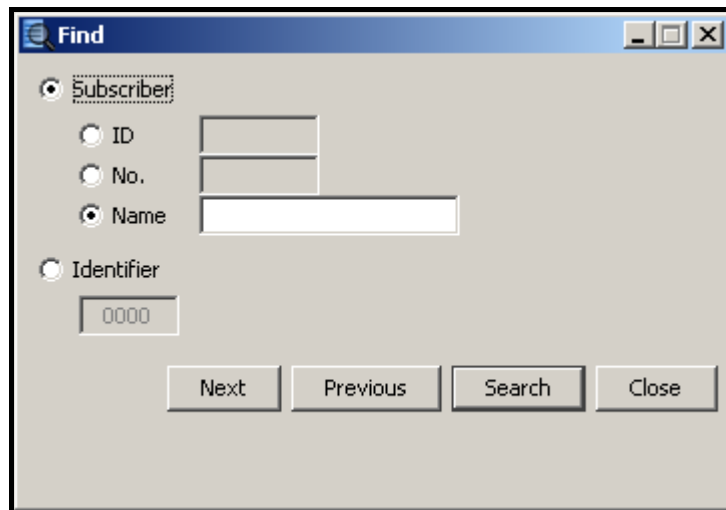 Find
Subscriber
ID
No.
Name
Identifier
0000
Next Previous Search Close